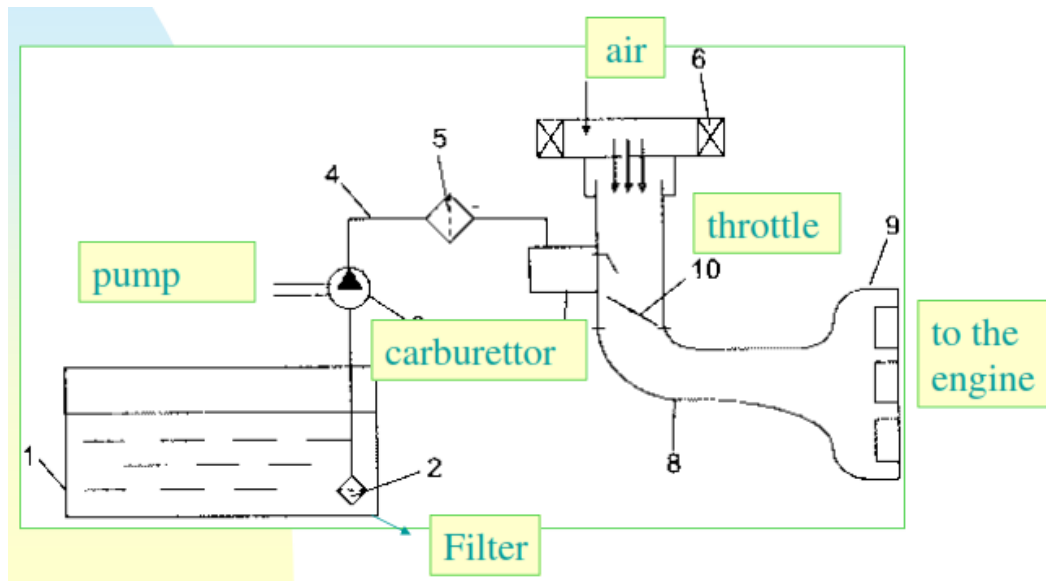 air
6
5
4
throttle
9
pump
10
to the
engine
carburettor
1
2
8
Filter